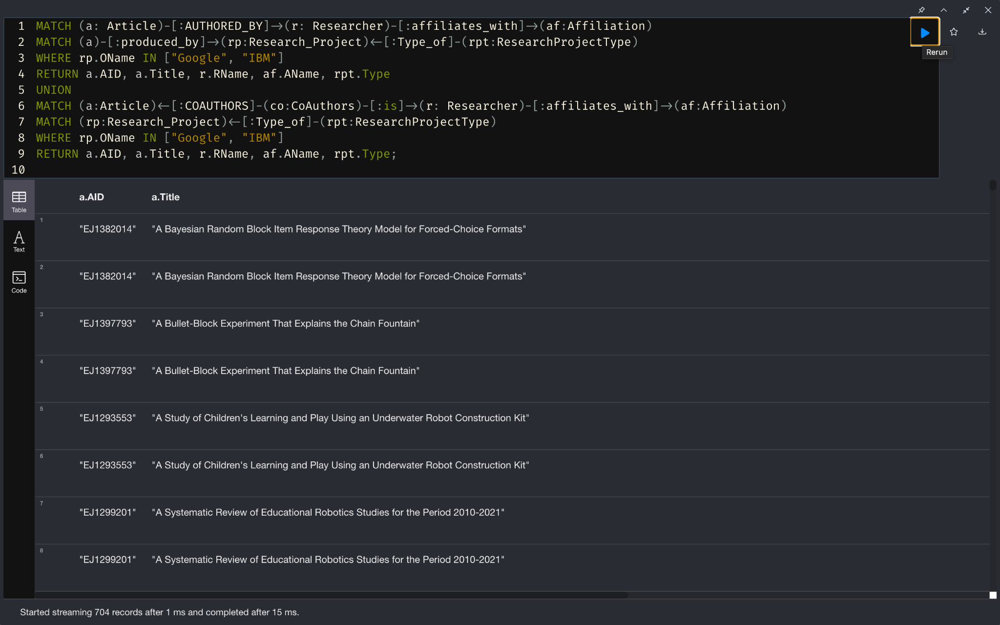 1 MATCH (a: Article)-[:AUTHORED_BY]->(r: Researcher)-[:affiliates_with]->(af:Affiliation)
2 MATCH (a)-[:produced_by]->(rp:Research_Project)<-[:Type_of]-(rpt:ResearchProjectType)
3 WHERE rp.OName IN ["Google", "IBM"]
4 RETURN a.AID, a.Title, r.RName, af.AName, rpt.Type
5 UNION
6 MATCH (a:Article)<-[:COAUTHORS]-(co:CoAuthors)-[:is]->(r: Researcher)-[:affiliates_with]->(af:Affiliation)
7 MATCH (rp:Research_Project)<-[:Type_of]-(rpt:ResearchProjectType)
8 WHERE rp.OName IN ["Google", "IBM"]
9 RETURN a.AID, a.Title, r.RName, af.AName, rpt.Type;
10
Rerun
Table
Text
Code
a.AID a.Title
1 "EJ1382014" "A Bayesian Random Block Item Response Theory Model for Forced-Choice Formats"
2 "EJ1382014" "A Bayesian Random Block Item Response Theory Model for Forced-Choice Formats"
3 "EJ1397793" "A Bullet-Block Experiment That Explains the Chain Fountain"
4 "EJ1397793" "A Bullet-Block Experiment That Explains the Chain Fountain"
5 "EJ1293553" "A Study of Children's Learning and Play Using an Underwater Robot Construction Kit"
6 "EJ1293553" "A Study of Children's Learning and Play Using an Underwater Robot Construction Kit"
7 "EJ1299201" "A Systematic Review of Educational Robotics Studies for the Period 2010-2021"
8 "EJ1299201" "A Systematic Review of Educational Robotics Studies for the Period 2010-2021"
Started streaming 704 records after 1 ms and completed after 15 ms.